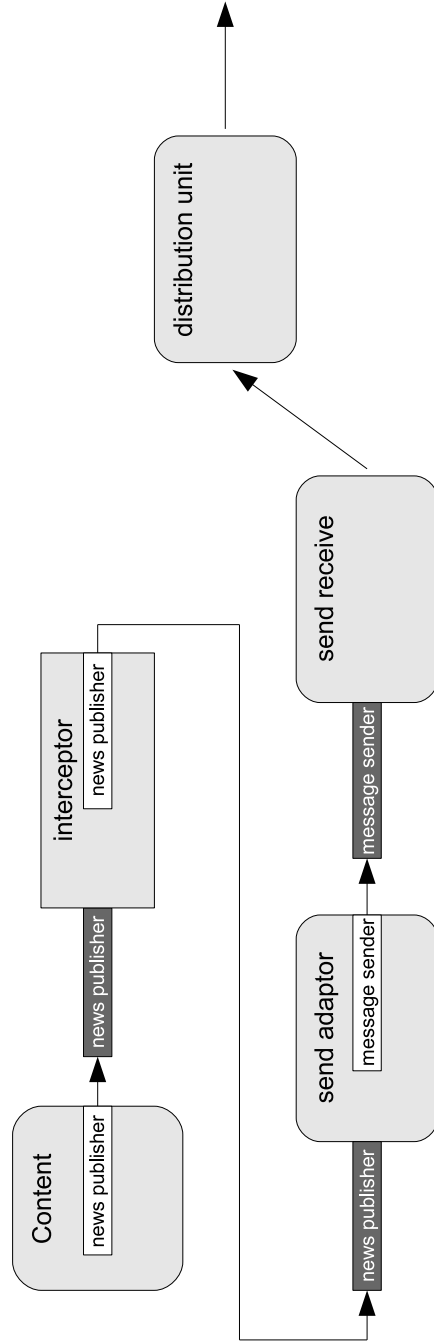 Content
news publisher
news publisher
interceptor
news publisher
news publisher
send adaptor
message sender
message sender
send receive
distribution unit